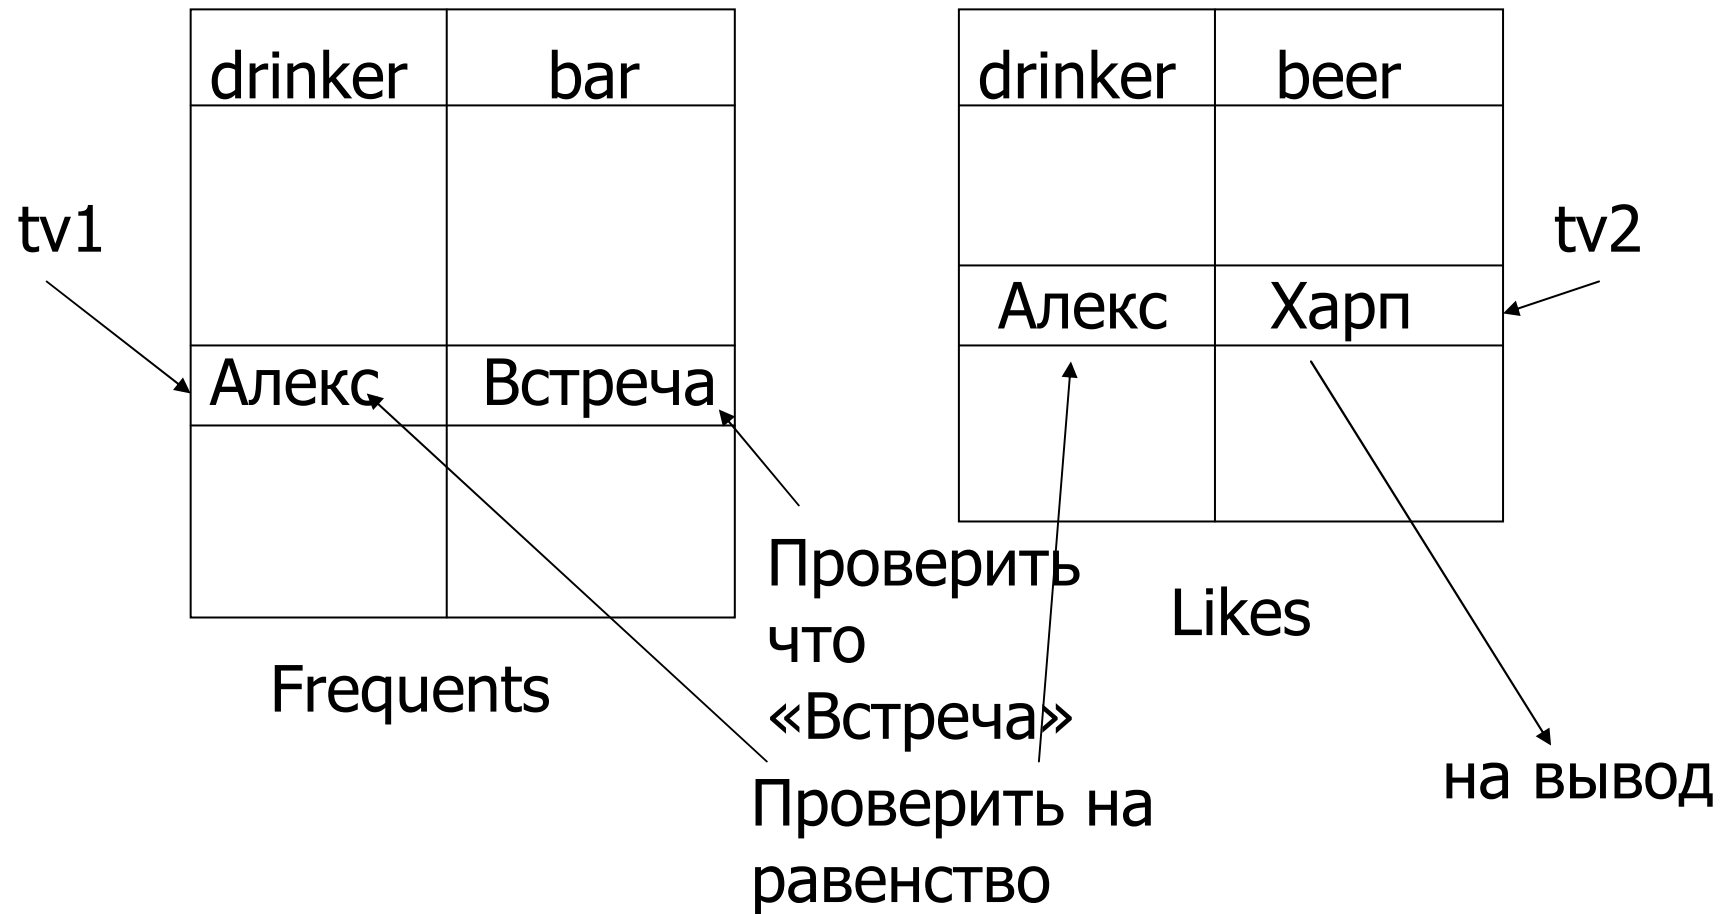 drinker bar
drinker beer
tv1
tv2
Алекс Харп
Алекс Встреча
Проверить
что
«Встреча»
Likes
Frequents
на вывод
Проверить на
равенство